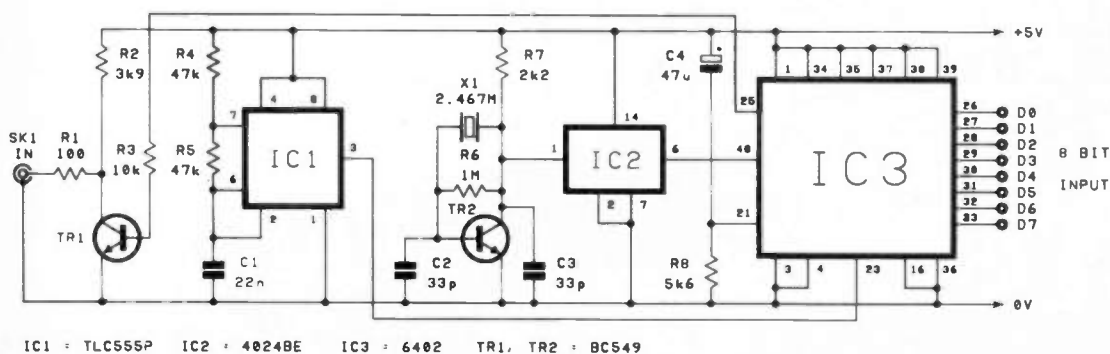 +5V
R2
3k9
R4
47k
R7
2k2
C4
47u
X1
2.467M
1 34 35 37 38 39
4 8
25
26 D0
27 D1
28 D2
29 D3
30 D4
31 D5
32 D6
33 D7
8 BIT
INPUT
SK1
IN
R1
100
R3
10k
R5
47k
7
6
IC1
3
R6
1M
14
1
IC2
6
40
IC3
TR1
2 1
TR2
2 7
21
C1
22n
C2
33p
C3
33p
R8
5k6
3 4 23 16 36
0V
IC1 = TLC555P IC2 = 4024BE IC3 = 6402 TR1, TR2 = BC549